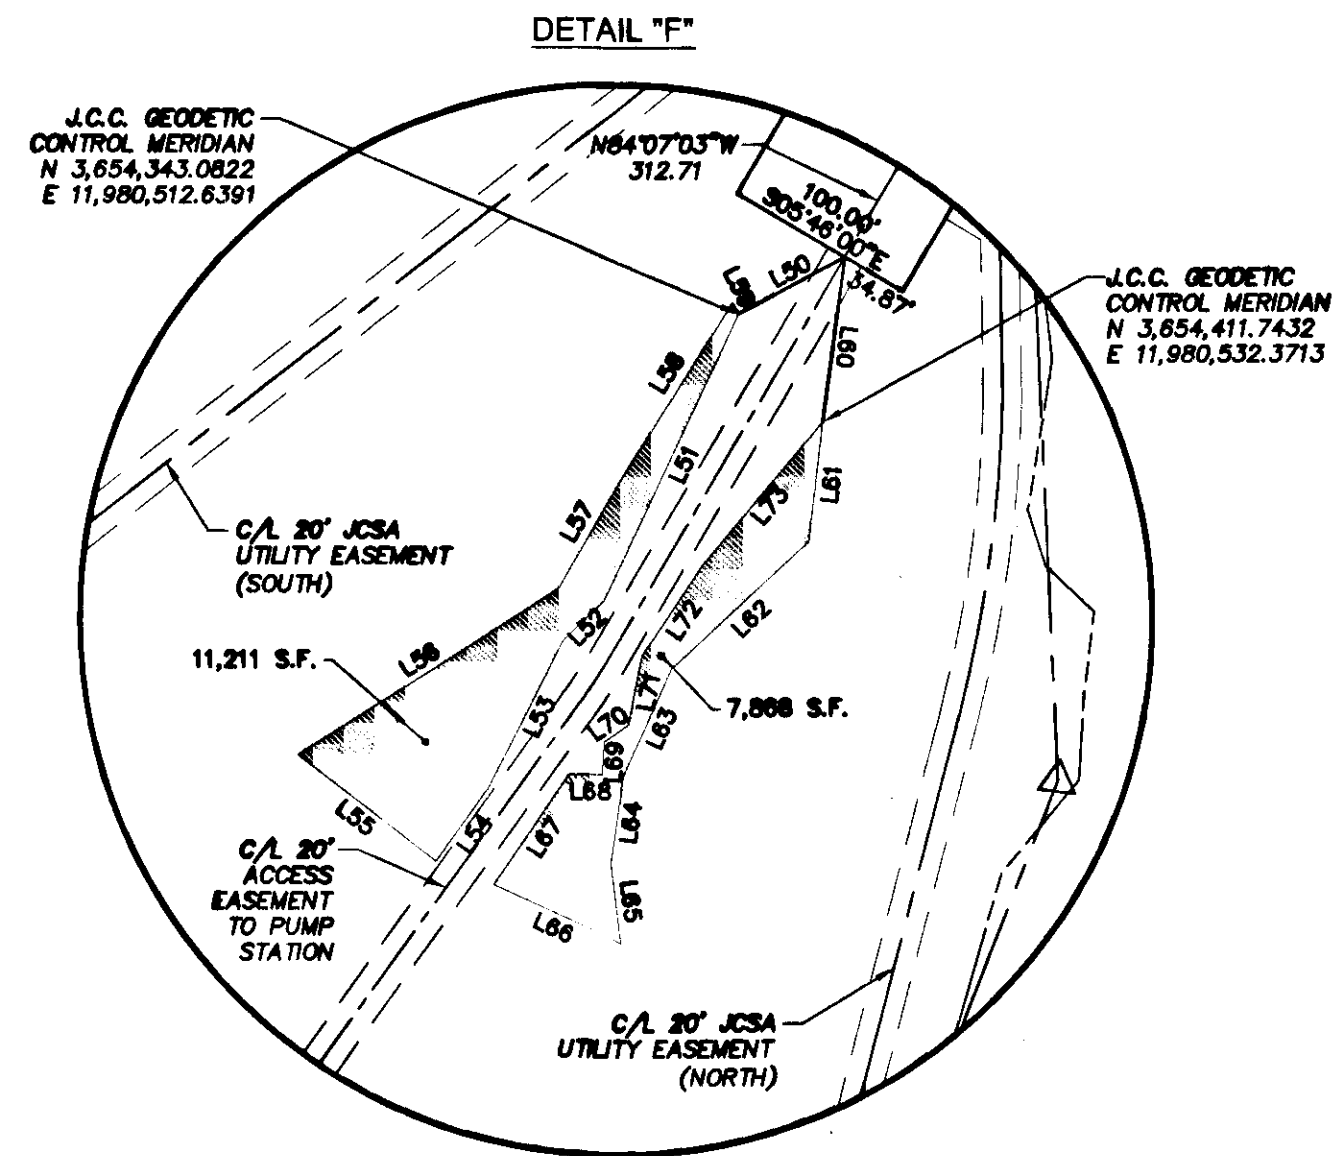 DETAIL "F"
J.C.C. GEODETIC
CONTROL MERIDIAN
N 3,654,343.0822
E 11,980,512.6391
N84°07'03"W
312.71
100.00'
S05°46'00"E
34.87'
J.C.C. GEODETIC
CONTROL MERIDIAN
N 3,654,411.7432
E 11,980,532.3713
L59
L50
L60
L58
L51
L61
L73
L57
C/L 20' JCSA
UTILITY EASEMENT
(SOUTH)
L52
L72
L62
11,211 S.F.
L56
L71
7,868 S.F.
L53
L70
L63
L69
L68
L55
L54
L67
L64
C/L 20'
ACCESS
EASEMENT
TO PUMP
STATION
L65
L66
C/L 20' JCSA
UTILITY EASEMENT
(NORTH)